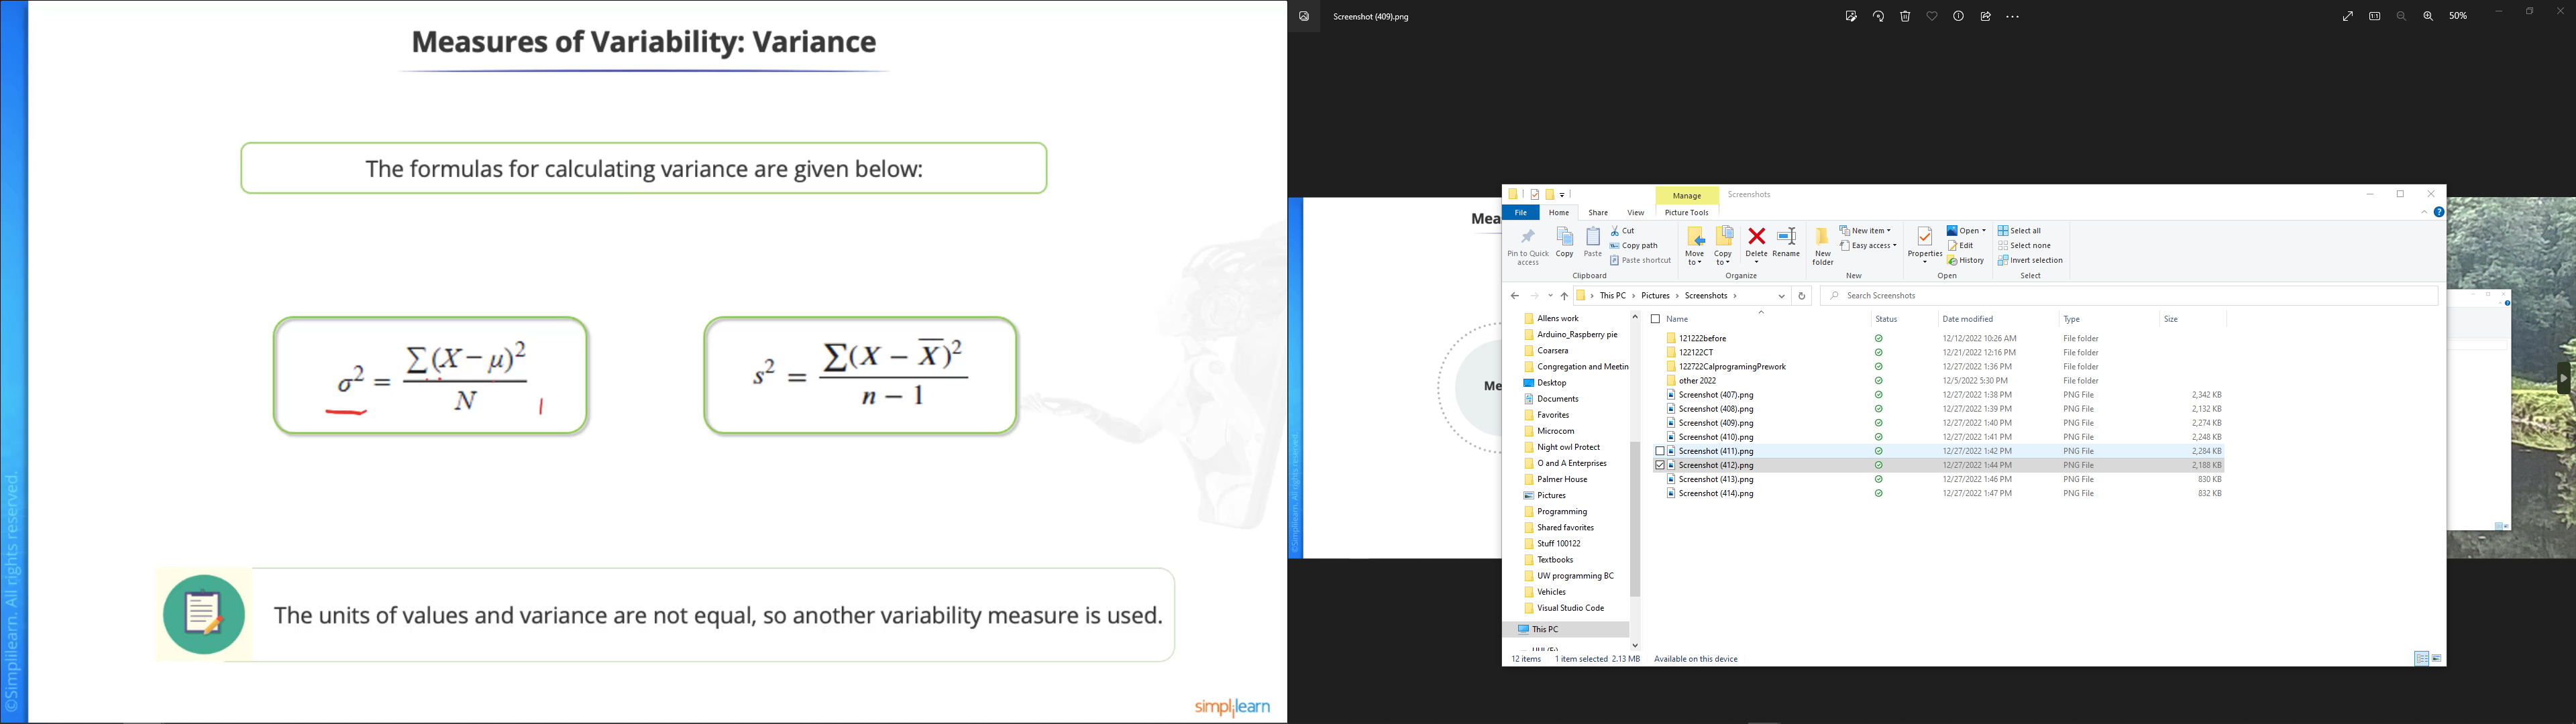 Measures of Variability: Variance
The formulas for calculating variance are given below:
σ² = ∑(X − μ)² / N
s² = ∑(X − X̅)² / n − 1
The units of values and variance are not equal, so another variability measure is used.
©Simplilearn. All rights reserved.
simplilearn
Screenshot (409).png
50%
Mea
Me
©Simplilearn. All rights reserved.
Manage
Screenshots
File
Home
Share
View
Picture Tools
Pin to Quick access
Copy
Paste
Cut
Copy path
Paste shortcut
Clipboard
Move to
Copy to
Delete
Rename
Organize
New folder
New item
Easy access
New
Properties
Open
Edit
History
Open
Select all
Select none
Invert selection
Select
This PC > Pictures > Screenshots >
Search Screenshots
Allens work
Arduino_Raspberry pie
Coarsera
Congregation and Meetin
Desktop
Documents
Favorites
Microcom
Night owl Protect
O and A Enterprises
Palmer House
Pictures
Programming
Shared favorites
Stuff 100122
Textbooks
UW programming BC
Vehicles
Visual Studio Code
This PC
Name Status Date modified Type Size
121222before 12/12/2022 10:26 AM File folder
122122CT 12/21/2022 12:16 PM File folder
122722CalprogramingPrework 12/27/2022 1:36 PM File folder
other 2022 12/5/2022 5:30 PM File folder
Screenshot (407).png 12/27/2022 1:38 PM PNG File 2,342 KB
Screenshot (408).png 12/27/2022 1:39 PM PNG File 2,132 KB
Screenshot (409).png 12/27/2022 1:40 PM PNG File 2,274 KB
Screenshot (410).png 12/27/2022 1:41 PM PNG File 2,248 KB
Screenshot (411).png 12/27/2022 1:42 PM PNG File 2,284 KB
Screenshot (412).png 12/27/2022 1:44 PM PNG File 2,188 KB
Screenshot (413).png 12/27/2022 1:46 PM PNG File 830 KB
Screenshot (414).png 12/27/2022 1:47 PM PNG File 832 KB
12 items 1 item selected 2.13 MB Available on this device